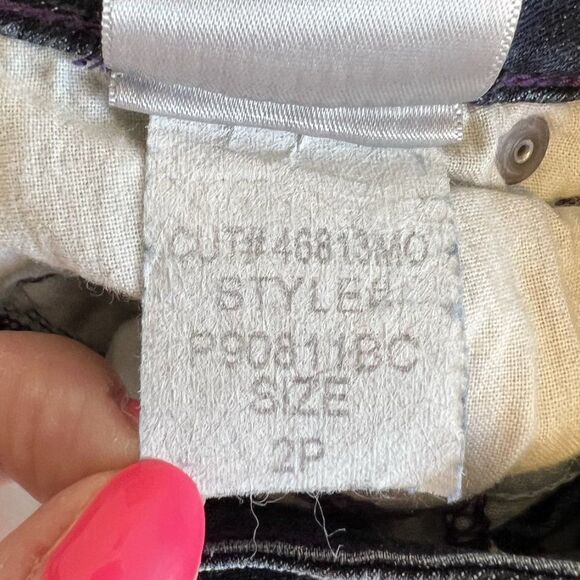 CUT# 46813MO
STYLE#
P90811BC
SIZE
2P